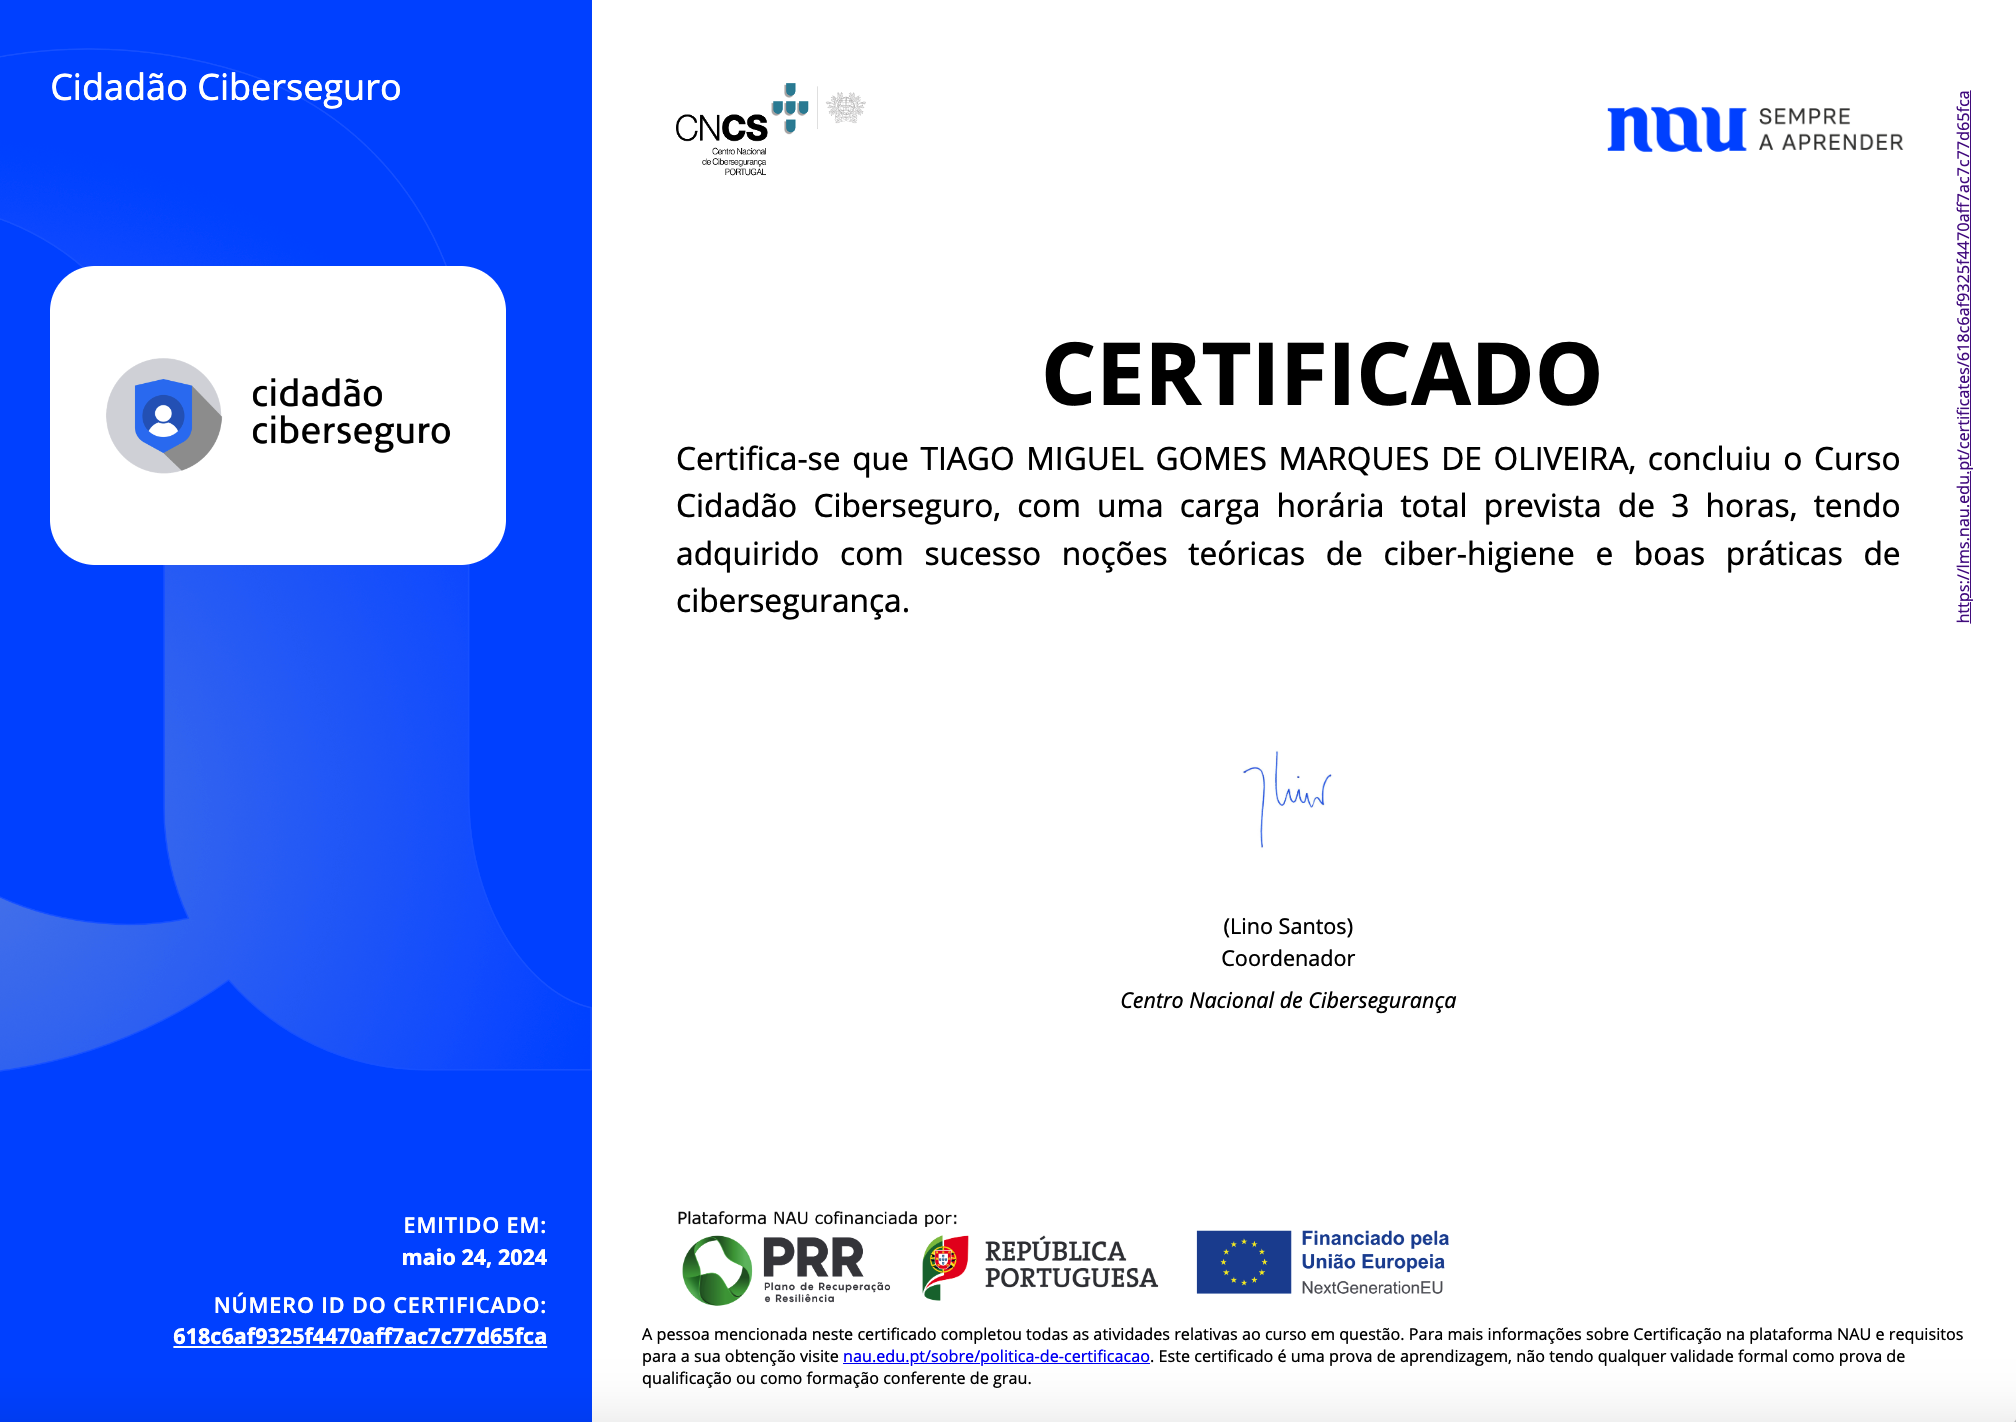 Cidadão Ciberseguro
cidadão
ciberseguro
EMITIDO EM:
maio 24, 2024
NÚMERO ID DO CERTIFICADO:
618c6af9325f4470aff7ac7c77d65fca
CNCS
Centro Nacional
de Cibersegurança
PORTUGAL
nau SEMPRE
A APRENDER
https://lms.nau.edu.pt/certificates/618c6af9325f4470aff7ac7c77d65fca
CERTIFICADO
Certifica-se que TIAGO MIGUEL GOMES MARQUES DE OLIVEIRA, concluiu o Curso
Cidadão Ciberseguro, com uma carga horária total prevista de 3 horas, tendo
adquirido com sucesso noções teóricas de ciber-higiene e boas práticas de
cibersegurança.
(Lino Santos)
Coordenador
Centro Nacional de Cibersegurança
Plataforma NAU cofinanciada por:
PRR
Plano de Recuperação
e Resiliência
REPÚBLICA
PORTUGUESA
Financiado pela
União Europeia
NextGenerationEU
A pessoa mencionada neste certificado completou todas as atividades relativas ao curso em questão. Para mais informações sobre Certificação na plataforma NAU e requisitos
para a sua obtenção visite nau.edu.pt/sobre/politica-de-certificacao. Este certificado é uma prova de aprendizagem, não tendo qualquer validade formal como prova de
qualificação ou como formação conferente de grau.